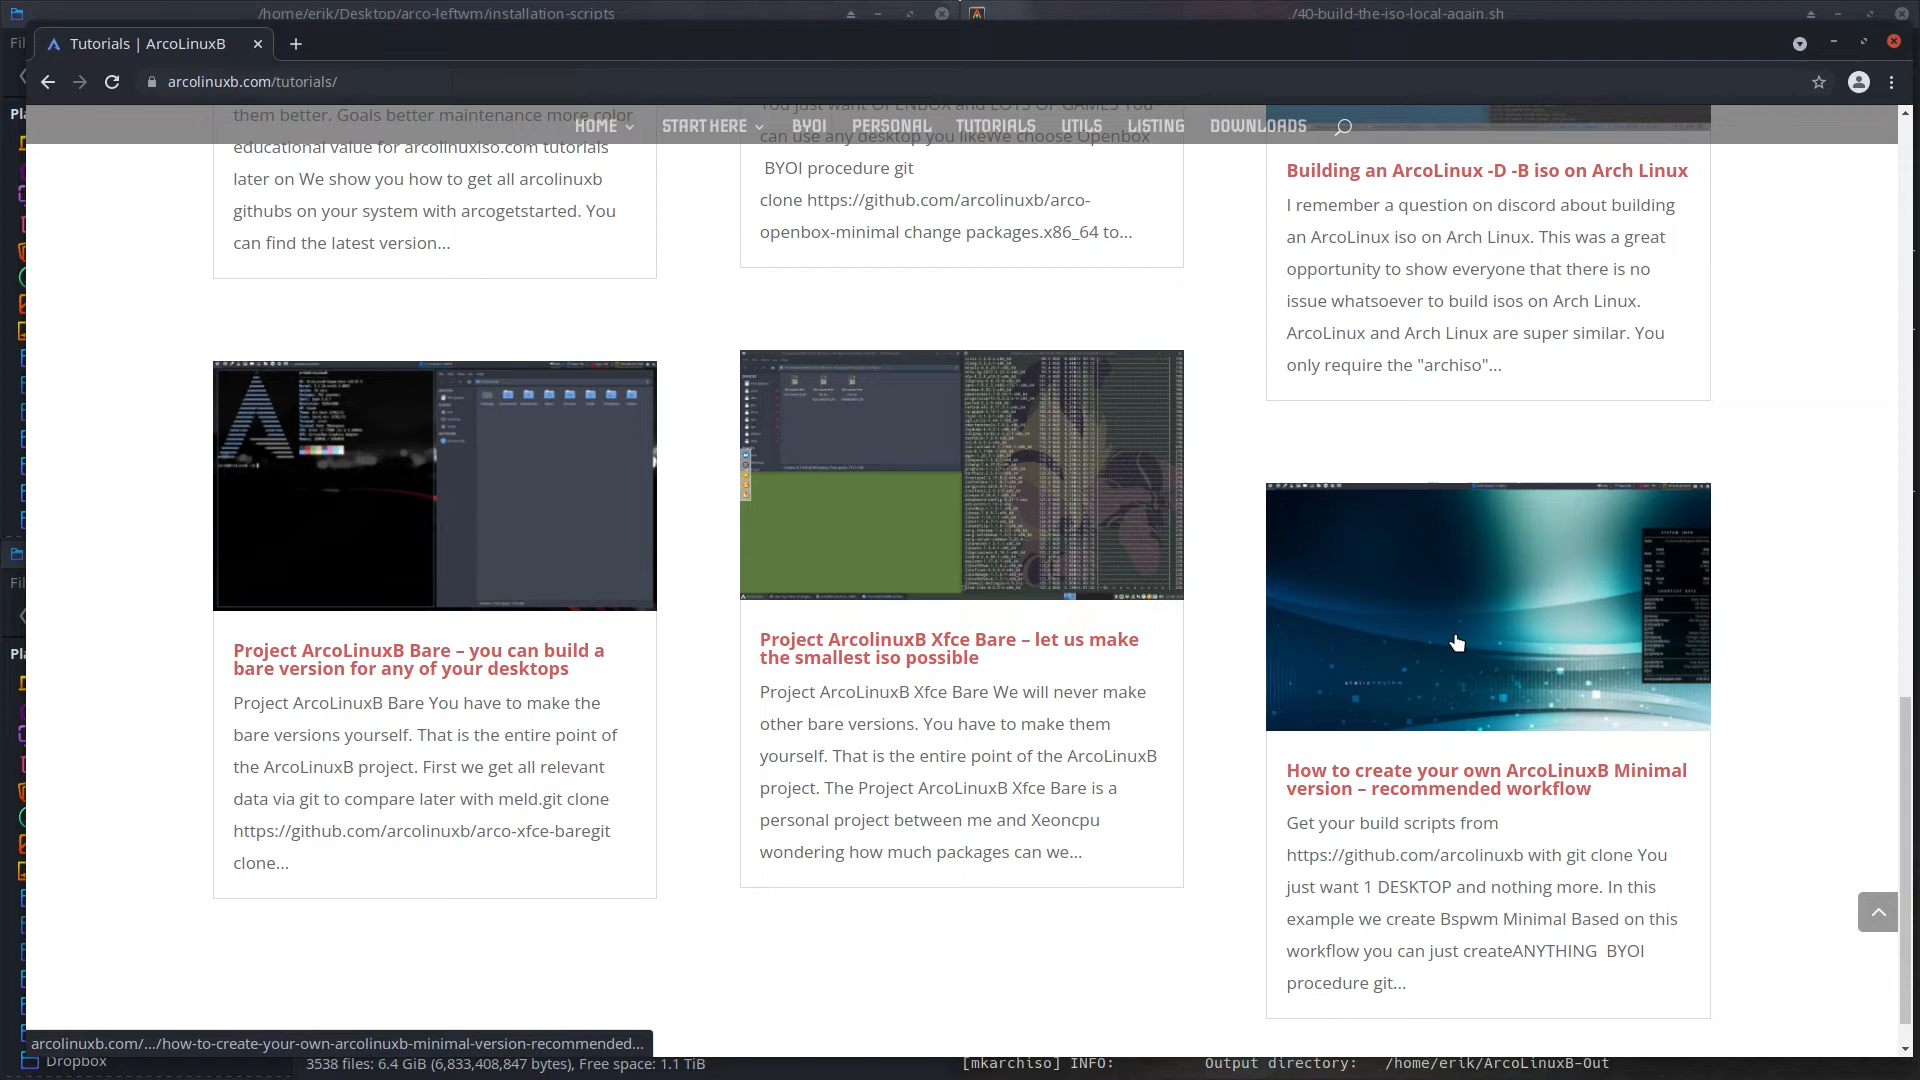 /home/erik/Desktop/arco-leftwm/installation-scripts
./40-build-the-iso-local-again.sh
Tutorials | ArcoLinuxB
arcolinuxb.com/tutorials/
HOME
START HERE
BYOI
PERSONAL
TUTORIALS
UTILS
LISTING
DOWNLOADS
them better. Goals better maintenance more color
educational value for arcolinuxiso.com tutorials
later on We show you how to get all arcolinuxb
githubs on your system with arcogetstarted. You
can find the latest version...
You just want OPENBOX and LOTS OF GAMES You
can use any desktop you likeWe choose Openbox
BYOI procedure git
clone https://github.com/arcolinuxb/arco-
openbox-minimal change packages.x86_64 to...
Building an ArcoLinux -D -B iso on Arch Linux
I remember a question on discord about building
an ArcoLinux iso on Arch Linux. This was a great
opportunity to show everyone that there is no
issue whatsoever to build isos on Arch Linux.
ArcoLinux and Arch Linux are super similar. You
only require the "archiso"...
Project ArcoLinuxB Bare – you can build a
bare version for any of your desktops
Project ArcoLinuxB Bare You have to make the
bare versions yourself. That is the entire point of
the ArcoLinuxB project. First we get all relevant
data via git to compare later with meld.git clone
https://github.com/arcolinuxb/arco-xfce-baregit
clone...
Project ArcolinuxB Xfce Bare – let us make
the smallest iso possible
Project ArcoLinuxB Xfce Bare We will never make
other bare versions. You have to make them
yourself. That is the entire point of the ArcoLinuxB
project. The Project ArcoLinuxB Xfce Bare is a
personal project between me and Xeoncpu
wondering how much packages can we...
How to create your own ArcoLinuxB Minimal
version – recommended workflow
Get your build scripts from
https://github.com/arcolinuxb with git clone You
just want 1 DESKTOP and nothing more. In this
example we create Bspwm Minimal Based on this
workflow you can just createANYTHING  BYOI
procedure git...
arcolinuxb.com/.../how-to-create-your-own-arcolinuxb-minimal-version-recommended...
Dropbox
3538 files: 6.4 GiB (6,833,408,847 bytes), Free space: 1.1 TiB
[mkarchiso] INFO: Output directory: /home/erik/ArcoLinuxB-Out